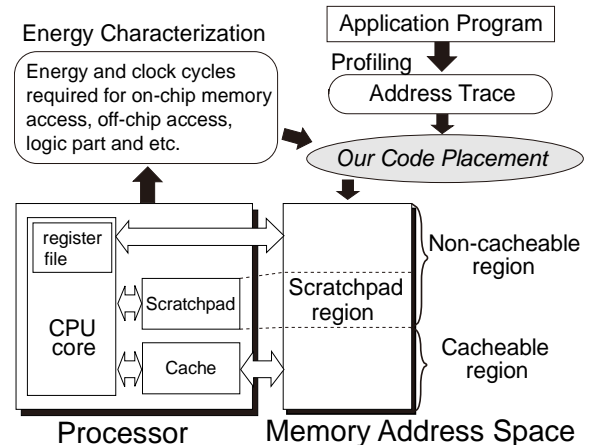 Energy Characterization
Energy and clock cycles
required for on-chip memory
access, off-chip access,
logic part and etc.
Application Program
Profiling
Address Trace
Our Code Placement
register
file
CPU
core
Scratchpad
Cache
Processor
Scratchpad
region
Memory Address Space
Non-cacheable
region
Cacheable
region